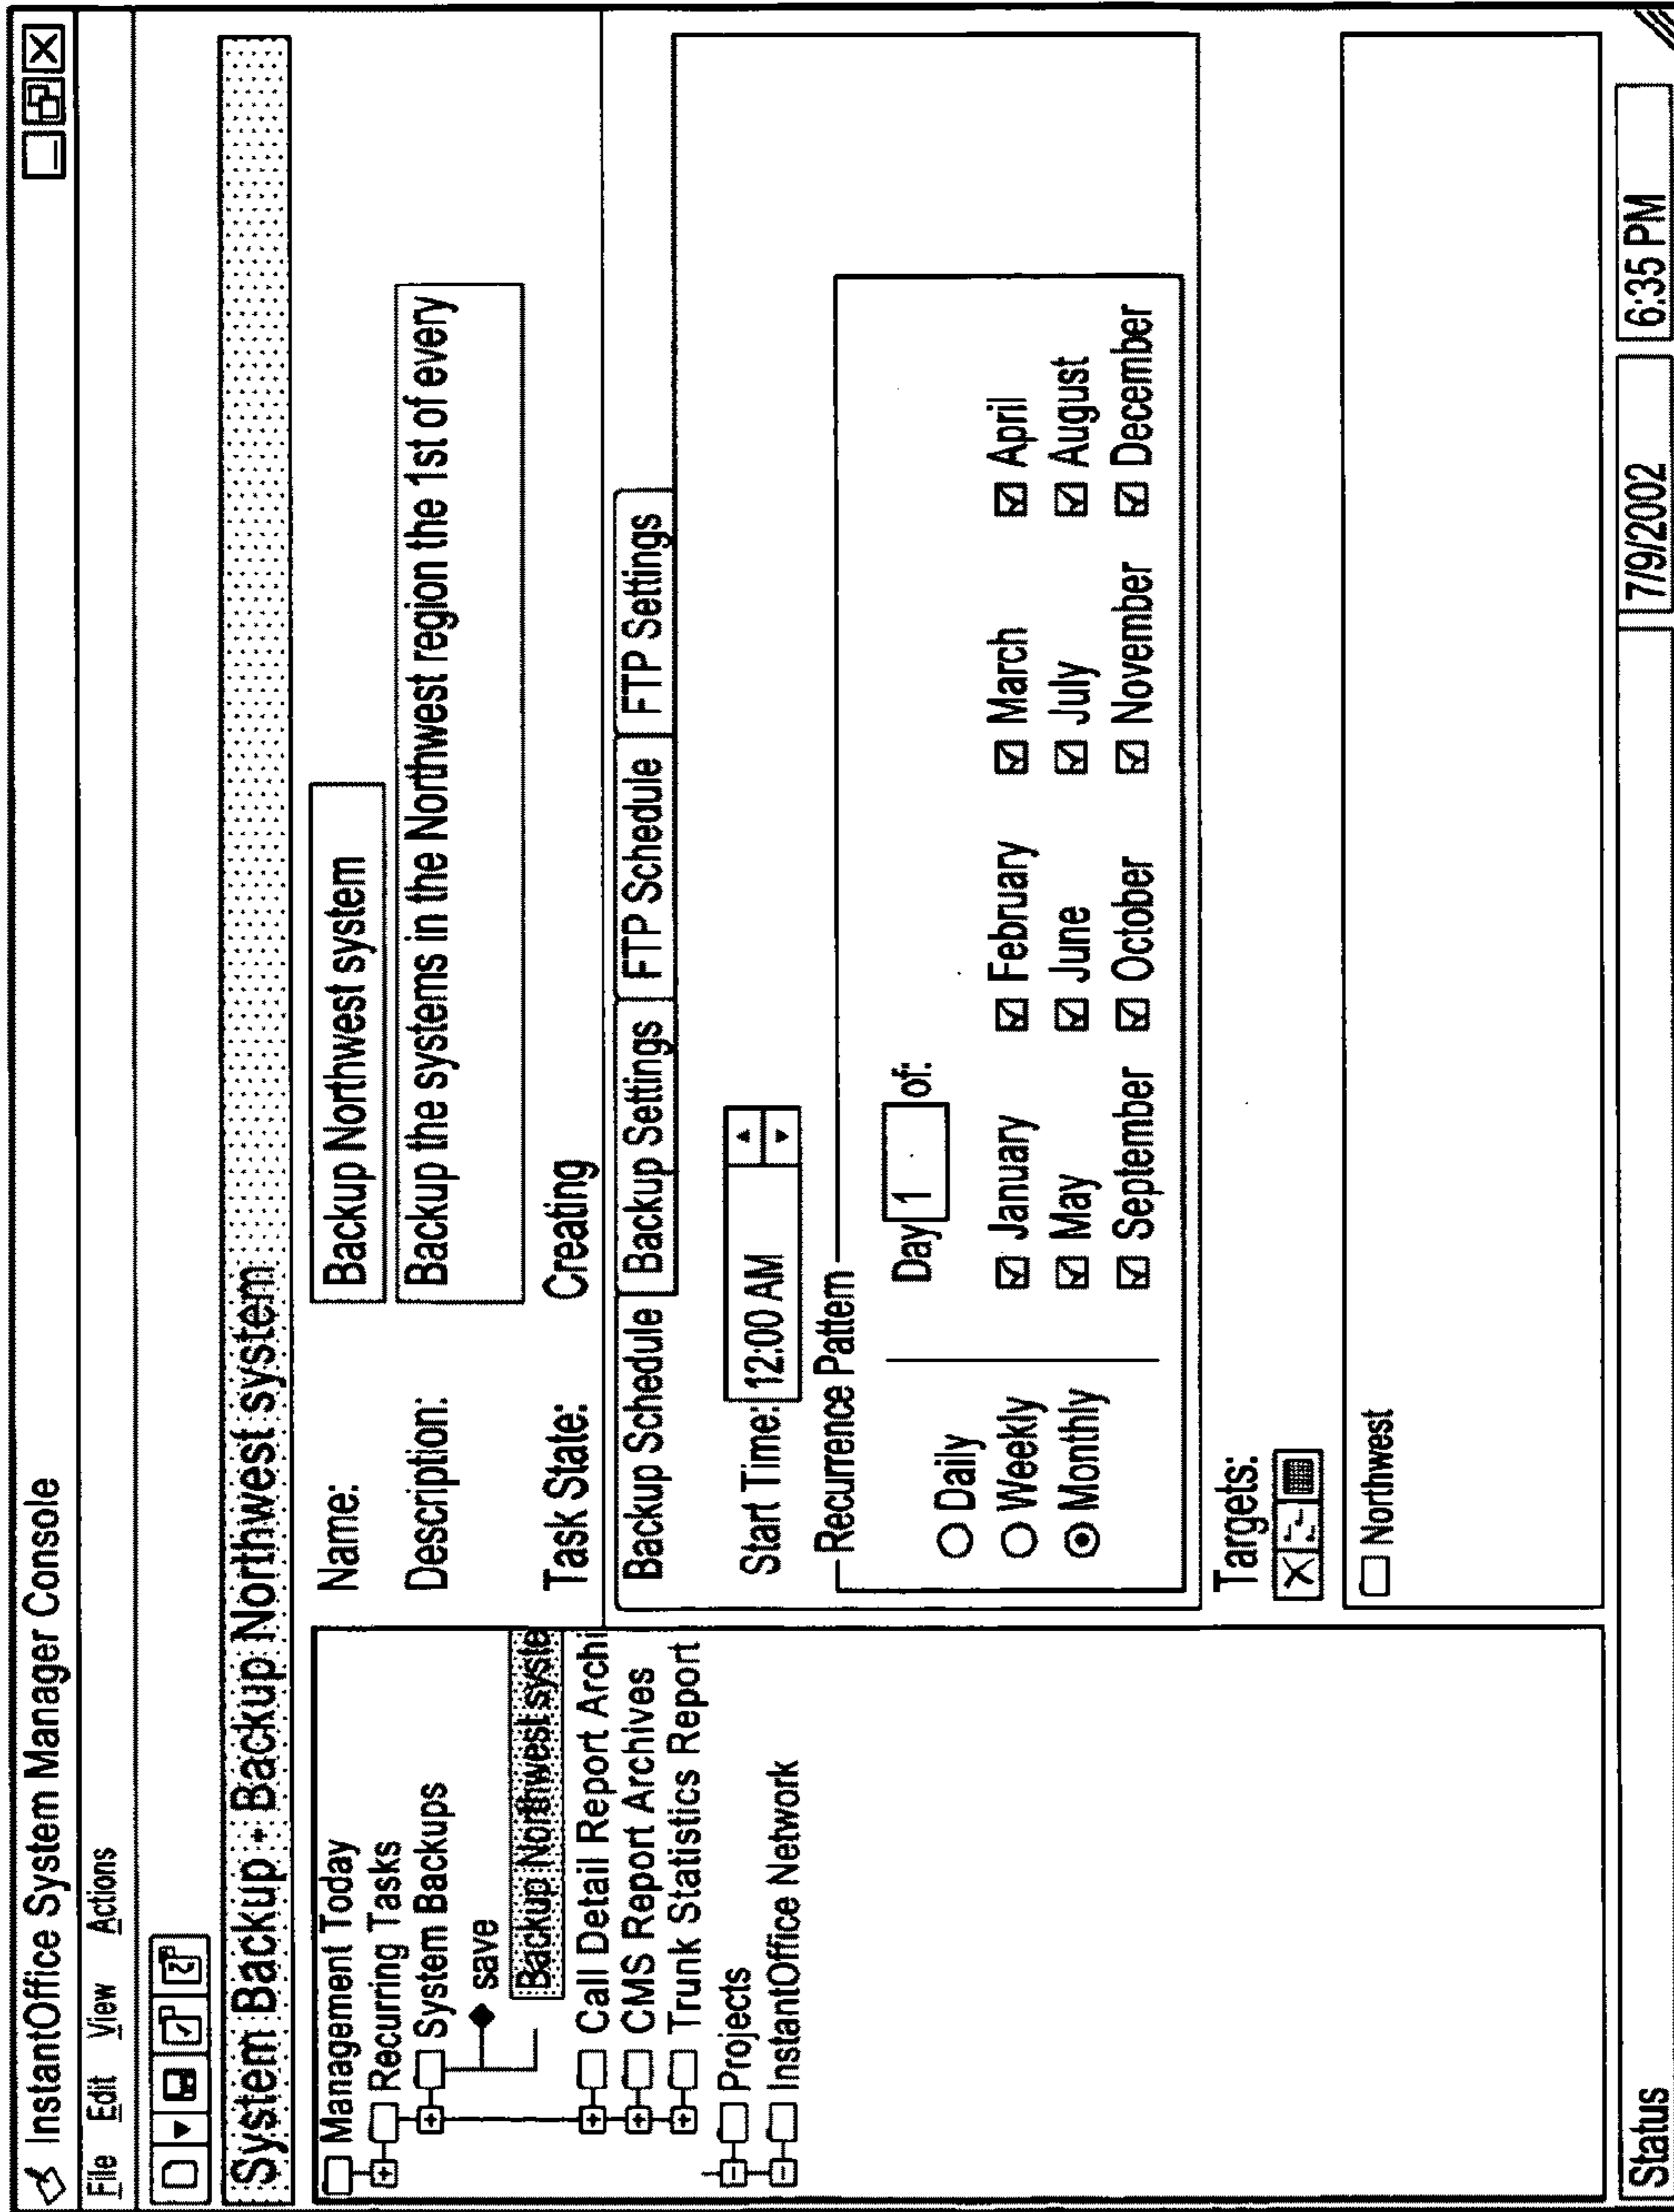 InstantOffice System Manager Console
File Edit View Actions
System Backup - Backup Northwest system
Management Today
Recurring Tasks
System Backups
save
Backup Northwest syste
Call Detail Report Archi
CMS Report Archives
Trunk Statistics Report
Projects
InstantOffice Network
Name: Backup Northwest system
Description: Backup the systems in the Northwest region the 1st of every
Task State: Creating
Backup Schedule Backup Settings FTP Schedule FTP Settings
Start Time: 12:00 AM
Recurrence Pattern
Daily
Weekly
Monthly
Day 1 of:
January February March April
May June July August
September October November December
Targets:
Northwest
Status 7/9/2002 6:35 PM